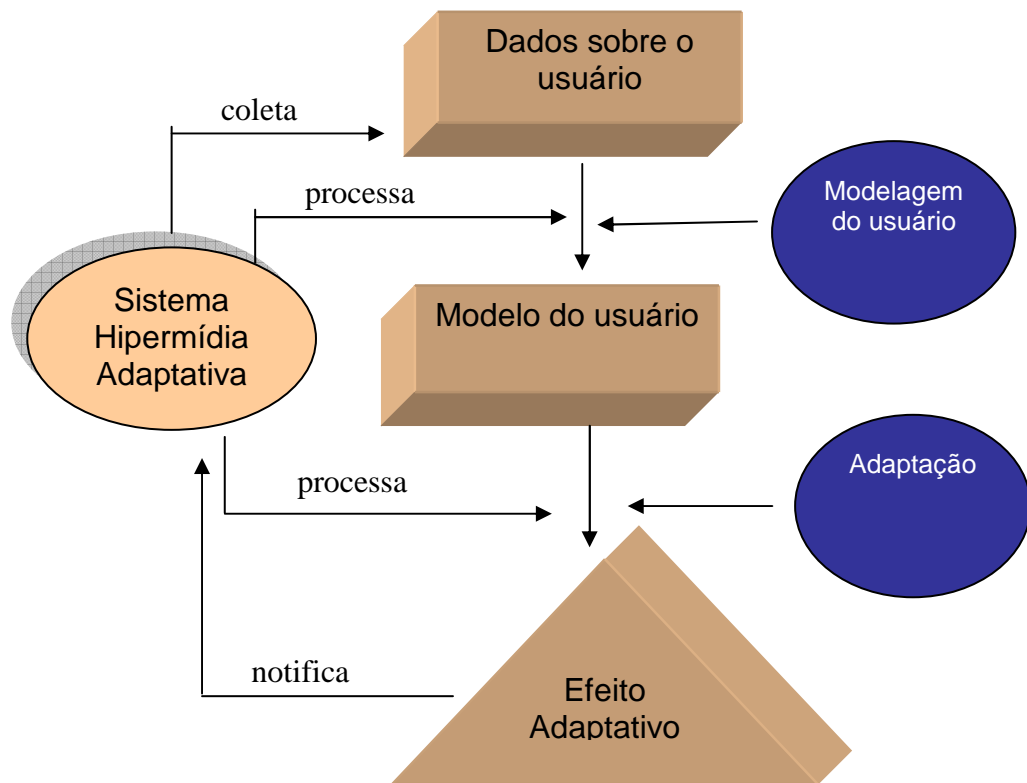 Dados sobre o
usuário
coleta
processa
Modelagem
do usuário
Sistema
Hipermídia
Adaptativa
Modelo do usuário
Adaptação
processa
notifica
Efeito
Adaptativo